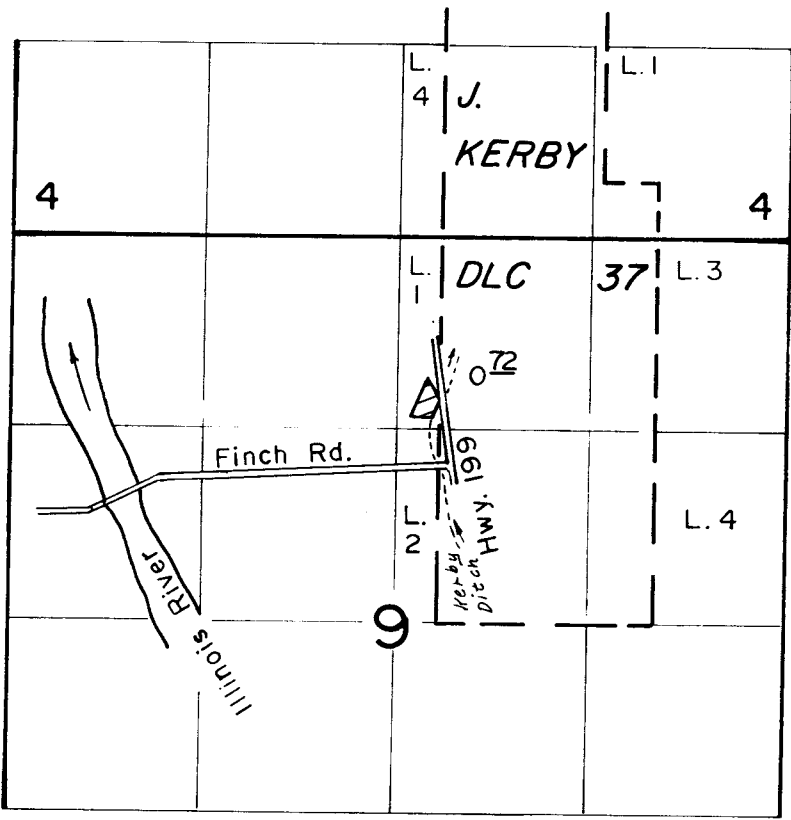 L.
4
J.
KERBY
L. 1
4
4
L.
1
DLC
37
L. 3
O 72
Finch Rd.
Hwy. 199
L.
2
L. 4
Kerby
Ditch
Illinois River
9